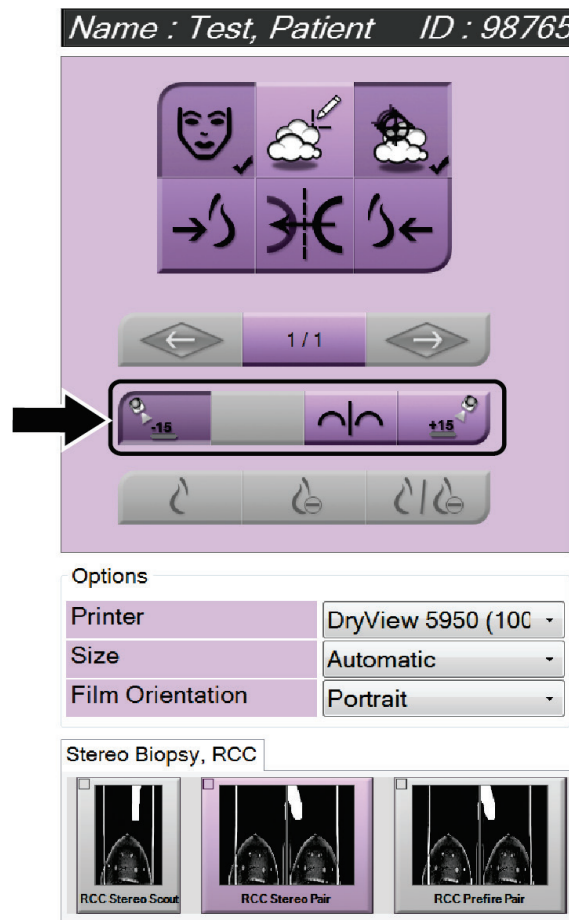 Name : Test, Patient ID : 98765
1 / 1
-15 +15
Options
Printer DryView 5950 (100
Size Automatic
Film Orientation Portrait
Stereo Biopsy, RCC
RCC Stereo Scout RCC Stereo Pair RCC Prefire Pair